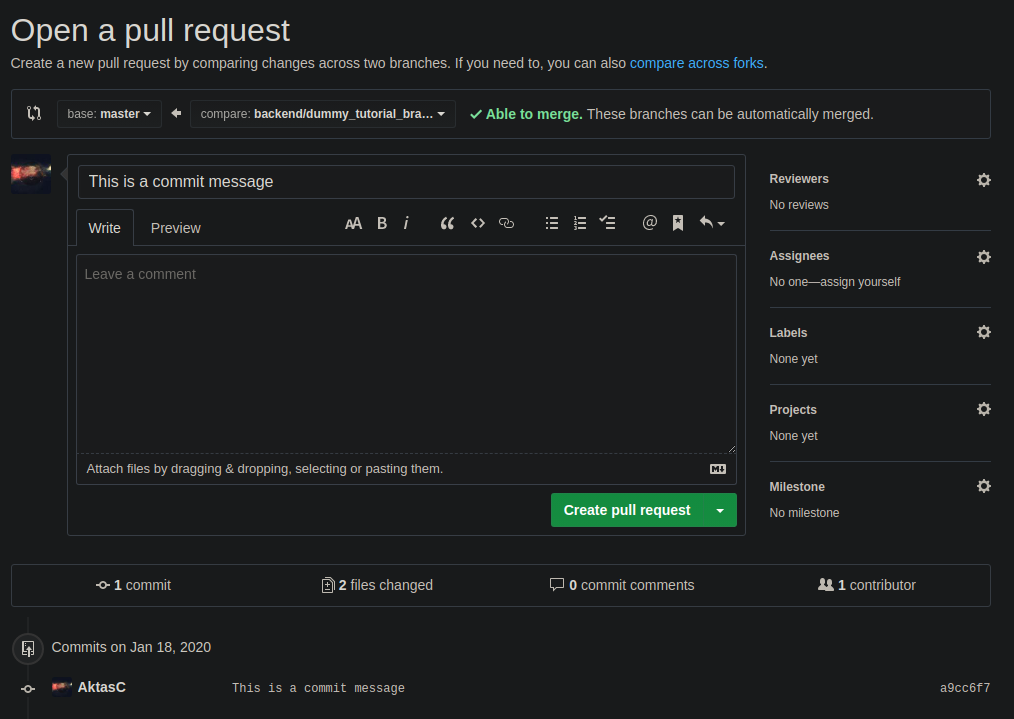 Open a pull request
Create a new pull request by comparing changes across two branches. If you need to, you can also compare across forks.
base: master compare: backend/dummy_tutorial_bra… Able to merge. These branches can be automatically merged.
This is a commit message
Write Preview AA B i @
Leave a comment
Attach files by dragging & dropping, selecting or pasting them.
Create pull request
Reviewers
No reviews
Assignees
No one—assign yourself
Labels
None yet
Projects
None yet
Milestone
No milestone
1 commit 2 files changed 0 commit comments 1 contributor
Commits on Jan 18, 2020
AktasC This is a commit message a9cc6f7